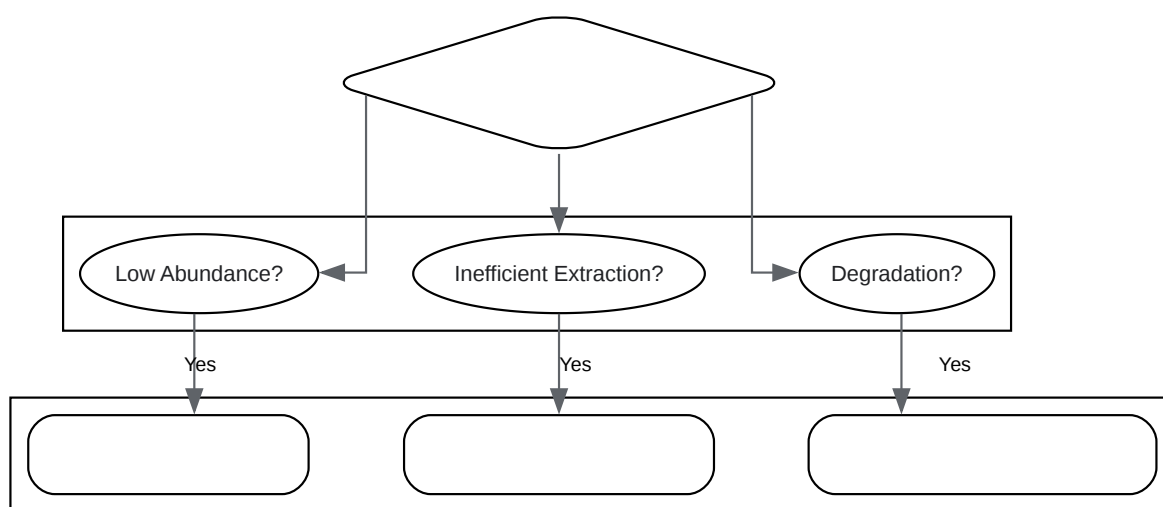 Low Abundance?
Inefficient Extraction?
Degradation?
Yes
Yes
Yes